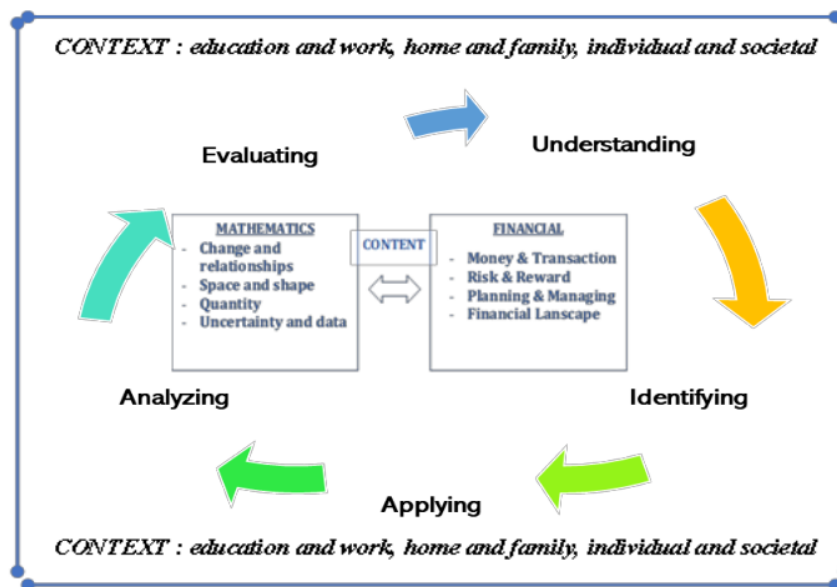 CONTEXT : education and work, home and family, individual and societal
Evaluating
Understanding
MATHEMATICS
- Change and
relationships
- Space and shape
- Quantity
- Uncertainty and data
CONTENT
FINANCIAL
- Money & Transaction
- Risk & Reward
- Planning & Managing
- Financial Lanscape
Analyzing
Identifying
Applying
CONTEXT : education and work, home and family, individual and societal